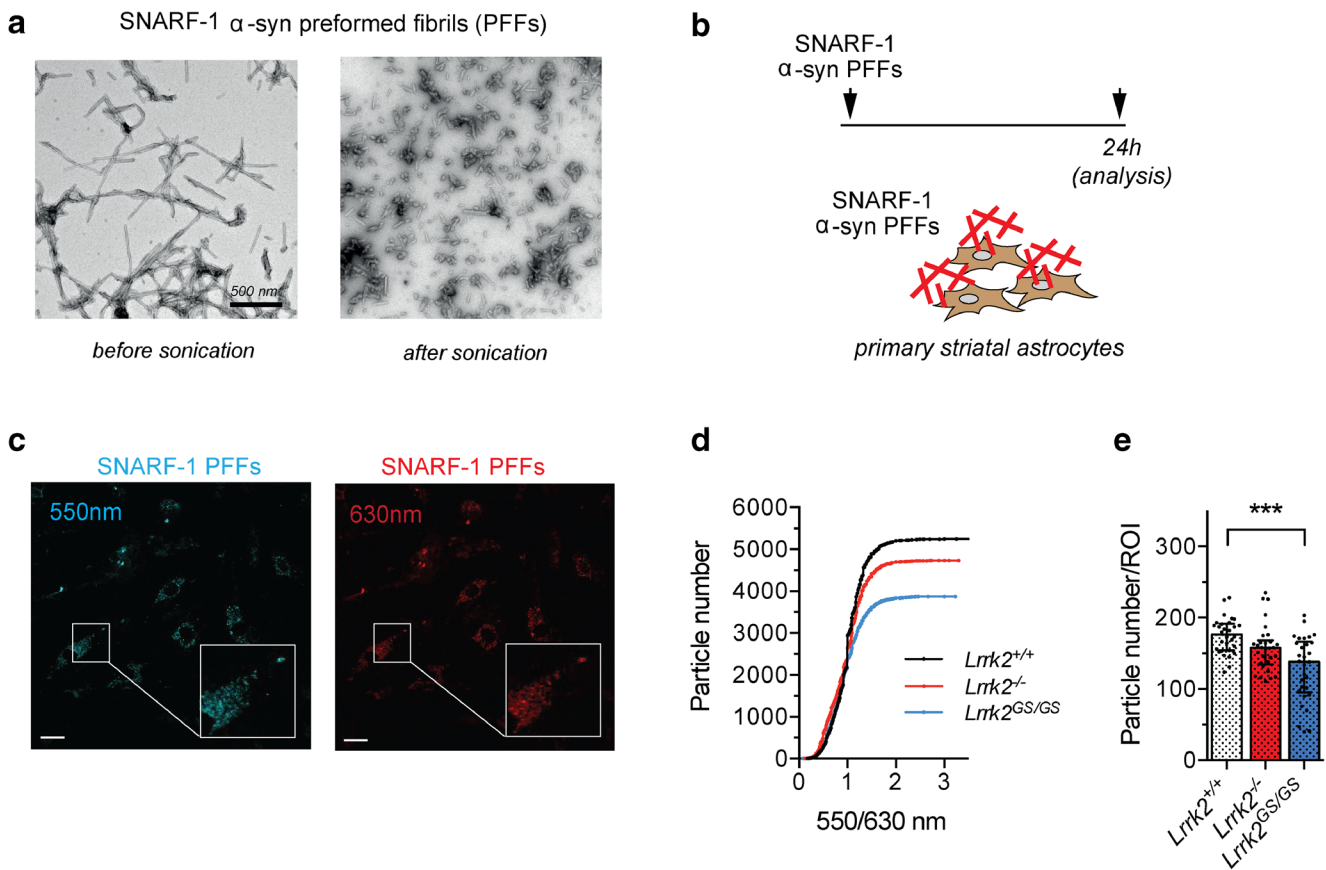 a
SNARF-1 α-syn preformed fibrils (PFFs)
500 nm
before sonication
after sonication
b
SNARF-1
α-syn PFFs
24h
(analysis)
SNARF-1
α-syn PFFs
primary striatal astrocytes
c
SNARF-1 PFFs
SNARF-1 PFFs
550nm
630nm
d
Particle number
6000
5000
4000
3000
2000
1000
0
0 1 2 3
550/630 nm
Lrrk2+/+
Lrrk2-/-
Lrrk2GS/GS
e
Particle number/ROI
***
300
200
100
0
Lrrk2+/+
Lrrk2-/-
Lrrk2GS/GS